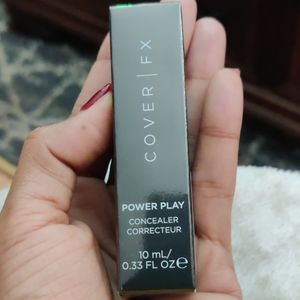 COVER | FX
POWER PLAY
CONCEALER
CORRECTEUR
10 mL/
0.33 FL OZ℮